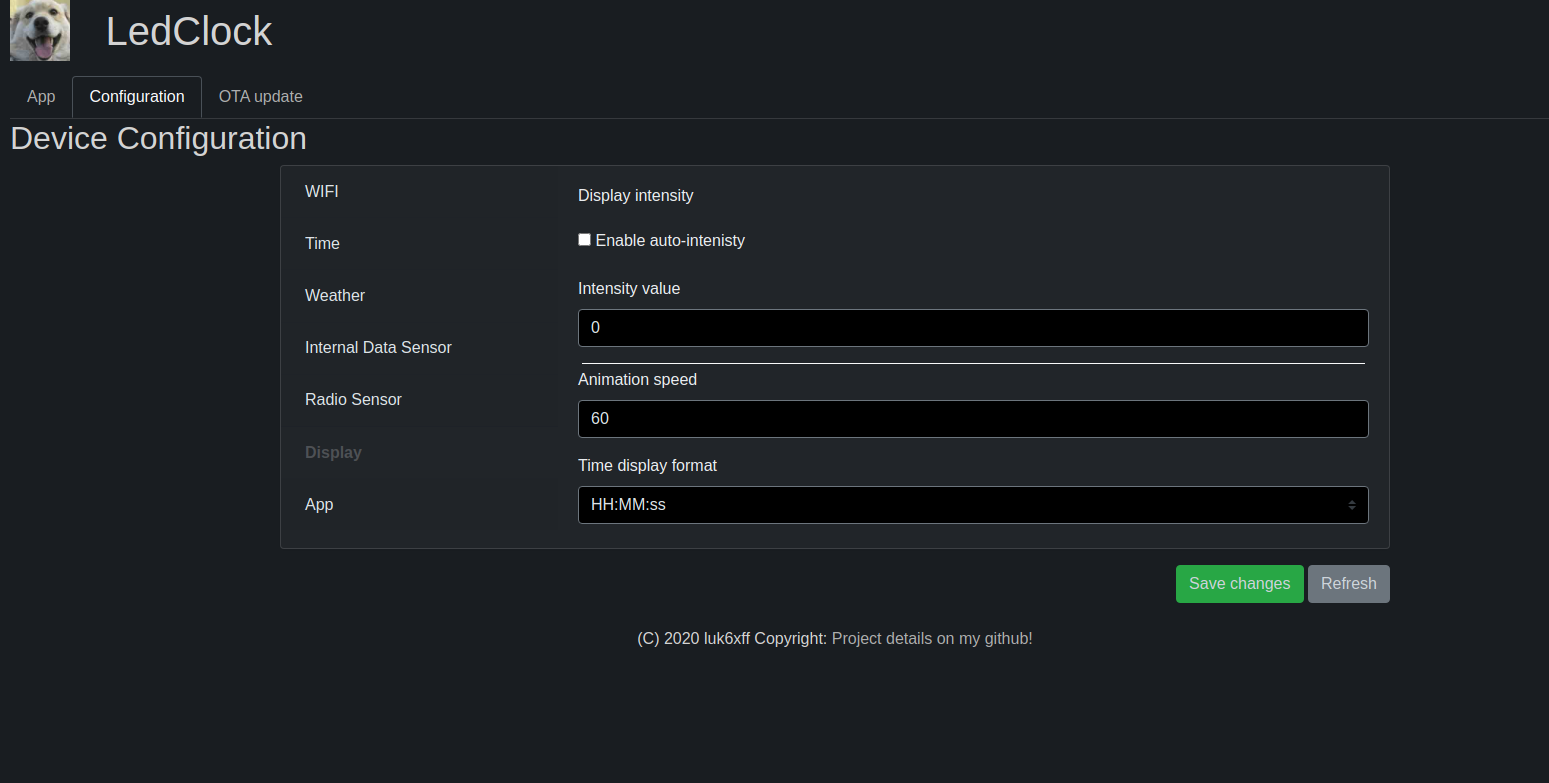 LedClock
App Configuration OTA update
Device Configuration
WIFI
Time
Weather
Internal Data Sensor
Radio Sensor
Display
App
Display intensity
Enable auto-intenisty
Intensity value
0
Animation speed
60
Time display format
HH:MM:ss
Save changes Refresh
(C) 2020 luk6xff Copyright: Project details on my github!